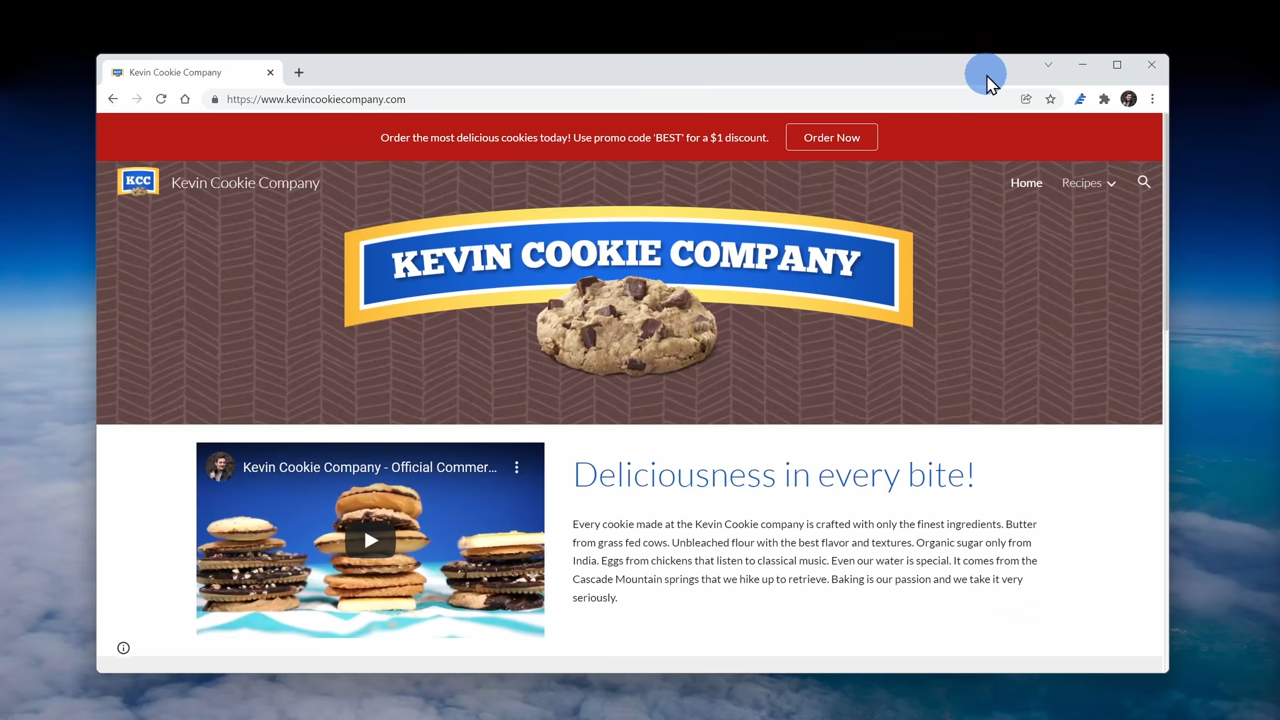 Kevin Cookie Company
https://www.kevincookiecompany.com
Order the most delicious cookies today! Use promo code 'BEST' for a $1 discount.
Order Now
KCC
Kevin Cookie Company
Home
Recipes
KEVIN COOKIE COMPANY
Kevin Cookie Company - Official Commer...
Deliciousness in every bite!
Every cookie made at the Kevin Cookie company is crafted with only the finest ingredients. Butter
from grass fed cows. Unbleached flour with the best flavor and textures. Organic sugar only from
India. Eggs from chickens that listen to classical music. Even our water is special. It comes from the
Cascade Mountain springs that we hike up to retrieve. Baking is our passion and we take it very
seriously.